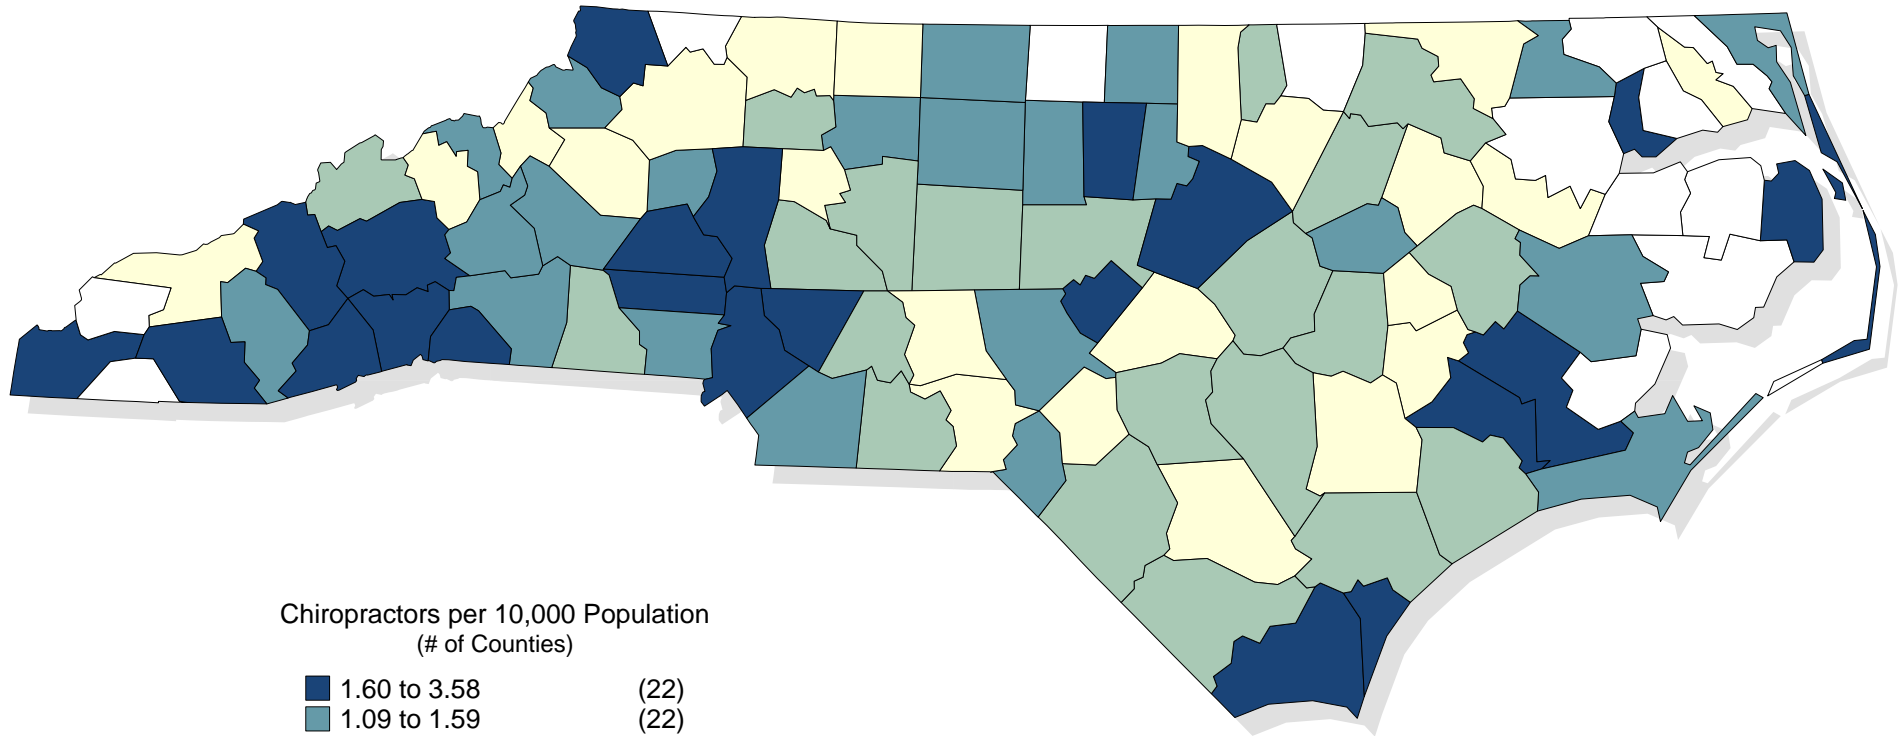 Chiropractors per 10,000 Population
(# of Counties)
1.60 to 3.58 (22)
1.09 to 1.59 (22)